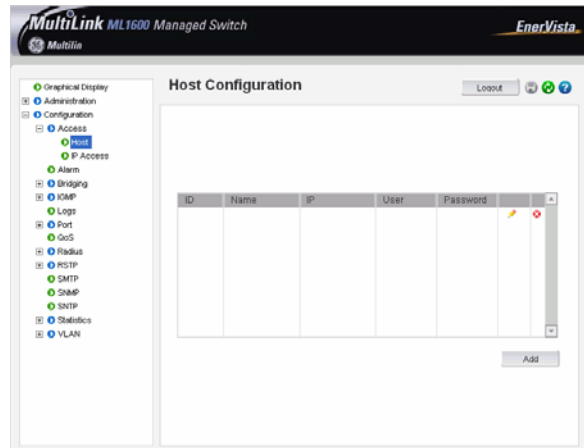 MultiLink ML1600 Managed Switch
EnerVista
GE Multilin
Graphical Display
Administration
Configuration
Access
Host
IP Access
Alarm
Bridging
IGMP
Logs
Port
QoS
Radius
RSTP
SMTP
SNMP
SNTP
Statistics
VLAN
Host Configuration
Logout
ID Name IP User Password
Add